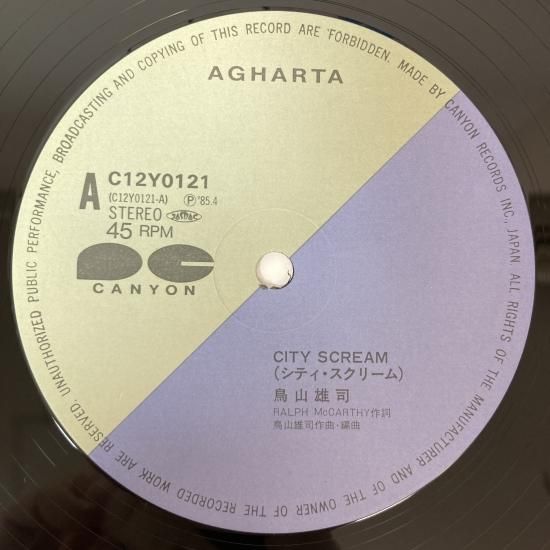 UNAUTHORIZED PUBLIC PERFORMANCE, BROADCASTING AND COPYING OF THIS RECORD ARE FORBIDDEN. MADE BY CANYON RECORDS INC., JAPAN. ALL RIGHTS OF THE MANUFACTURER AND OF THE OWNER OF THE RECORDED WORK ARE RESERVED.
AGHARTA
A
C12Y0121
(C12Y0121-A) Ⓟ'85.4
STEREO JASRAC
45 RPM
CANYON
CITY SCREAM
(シティ・スクリーム)
鳥山雄司
RALPH McCARTHY作詞
鳥山雄司作曲・編曲